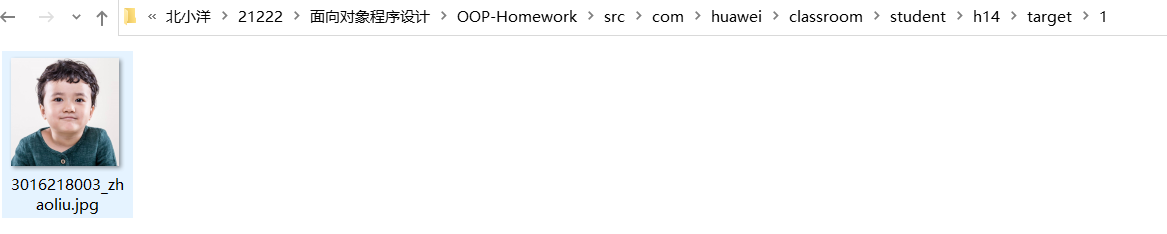 « 北小洋 > 21222 > 面向对象程序设计 > OOP-Homework > src > com > huawei > classroom > student > h14 > target > 1
3016218003_zh
aoliu.jpg